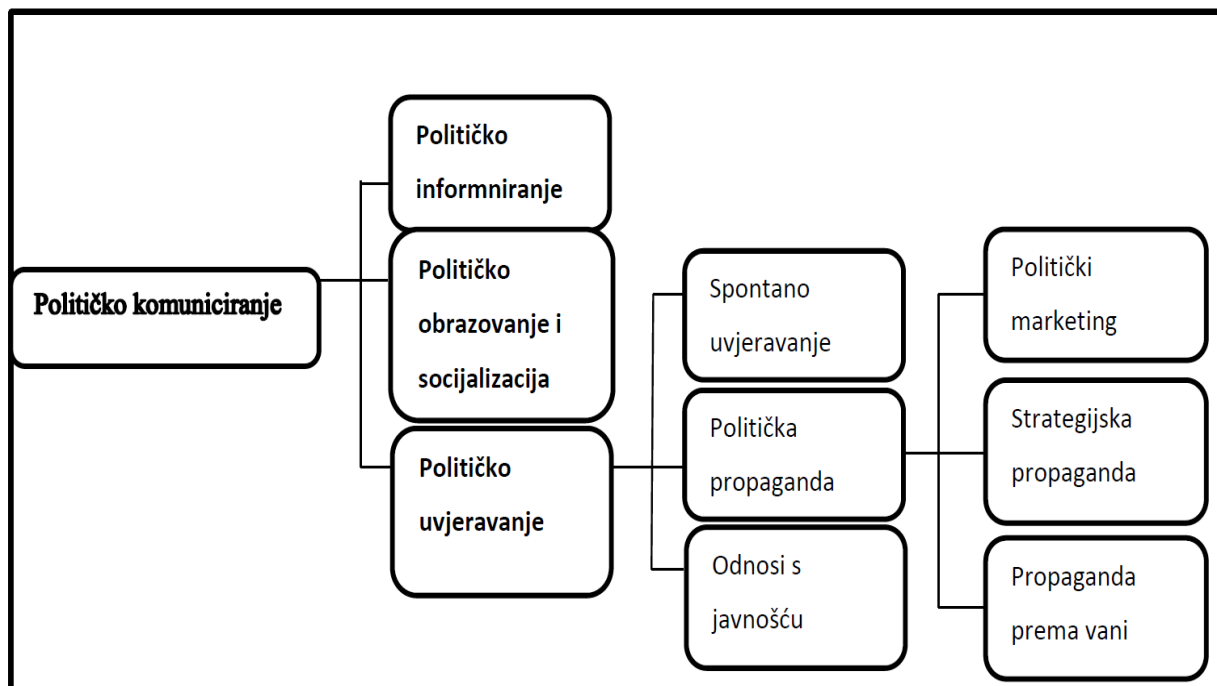 Političko komuniciranje
Političko
informniranje
Političko
obrazovanje i
socijalizacija
Političko
uvjeravanje
Spontano
uvjeravanje
Politička
propaganda
Odnosi s
javnošću
Politički
marketing
Strategijska
propaganda
Propaganda
prema vani